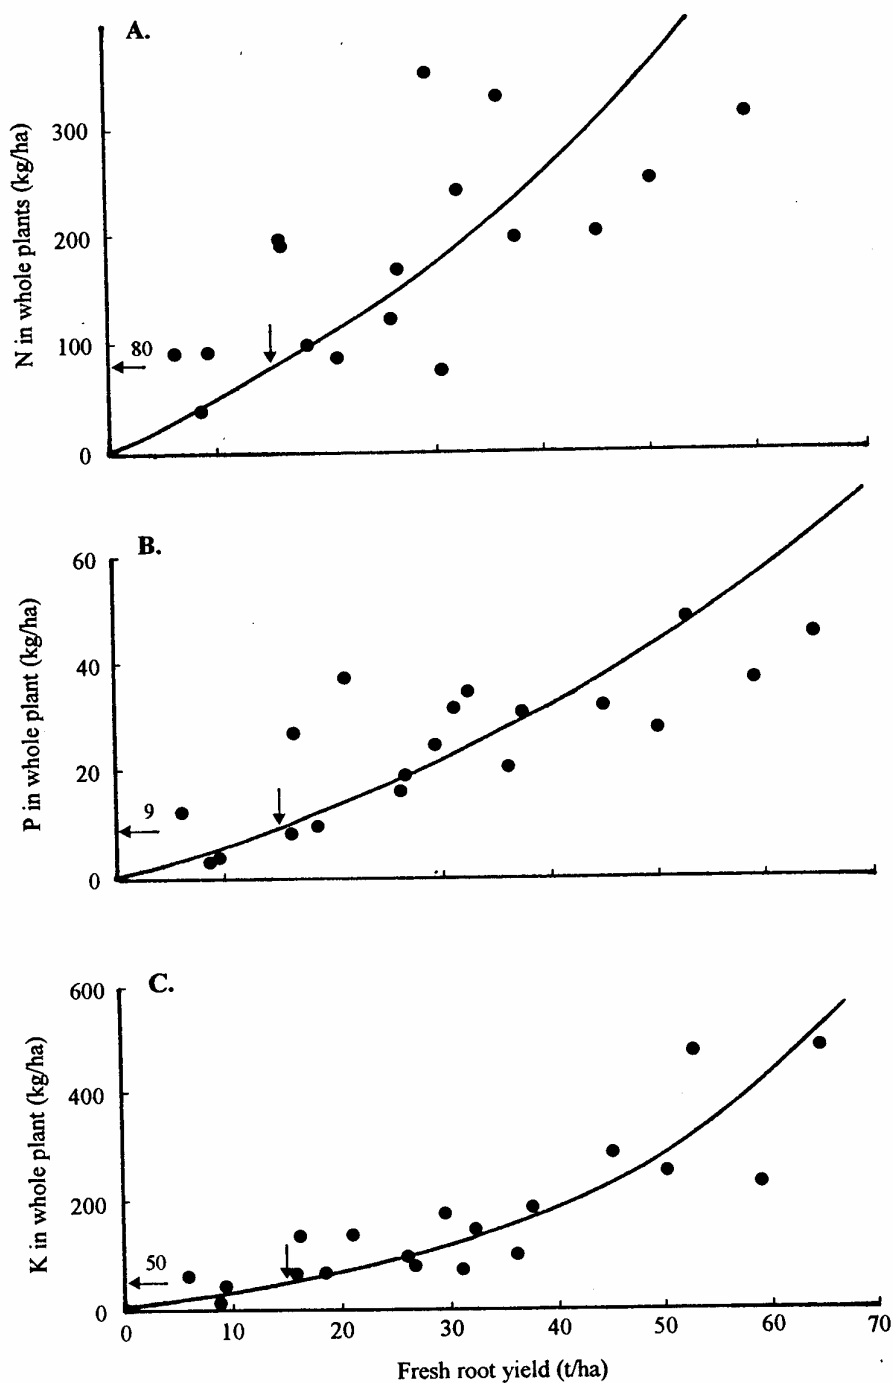 A.
N in whole plants (kg/ha)
300
200
100
80
0
B.
P in whole plant (kg/ha)
60
40
20
9
0
C.
K in whole plant (kg/ha)
600
400
200
50
0
0 10 20 30 40 50 60 70
Fresh root yield (t/ha)